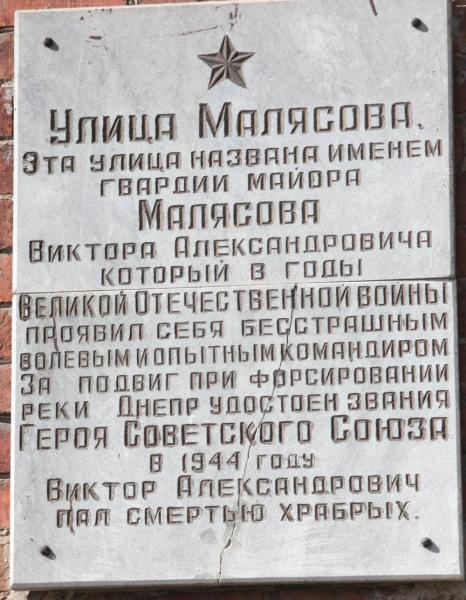 Улица Малясова.
Эта улица названа именем
гвардии майора
Малясова
Виктора Александровича
который в годы
Великой Отечественной войны
проявил себя бесстрашным
волевым и опытным командиром
За подвиг при форсировании
реки Днепр удостоен звания
Героя Советского Союза
в 1944 году
Виктор Александрович
пал смертью храбрых.